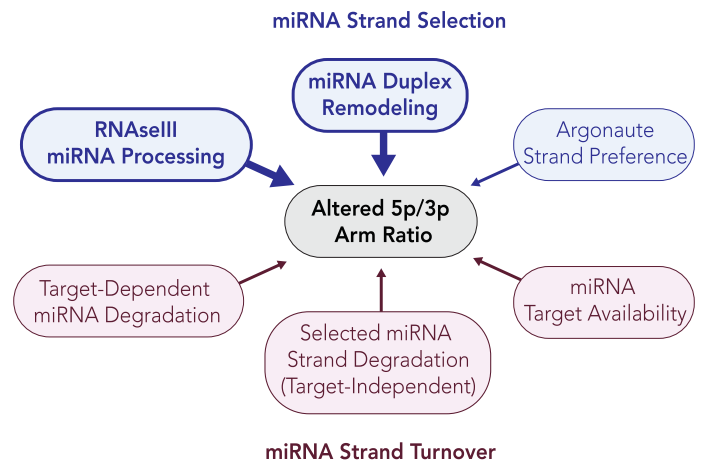 miRNA Strand Selection
miRNA Duplex
Remodeling
RNAseIII
miRNA Processing
Argonaute
Strand Preference
Altered 5p/3p
Arm Ratio
Target-Dependent
miRNA Degradation
Selected miRNA
Strand Degradation
(Target-Independent)
miRNA
Target Availability
miRNA Strand Turnover